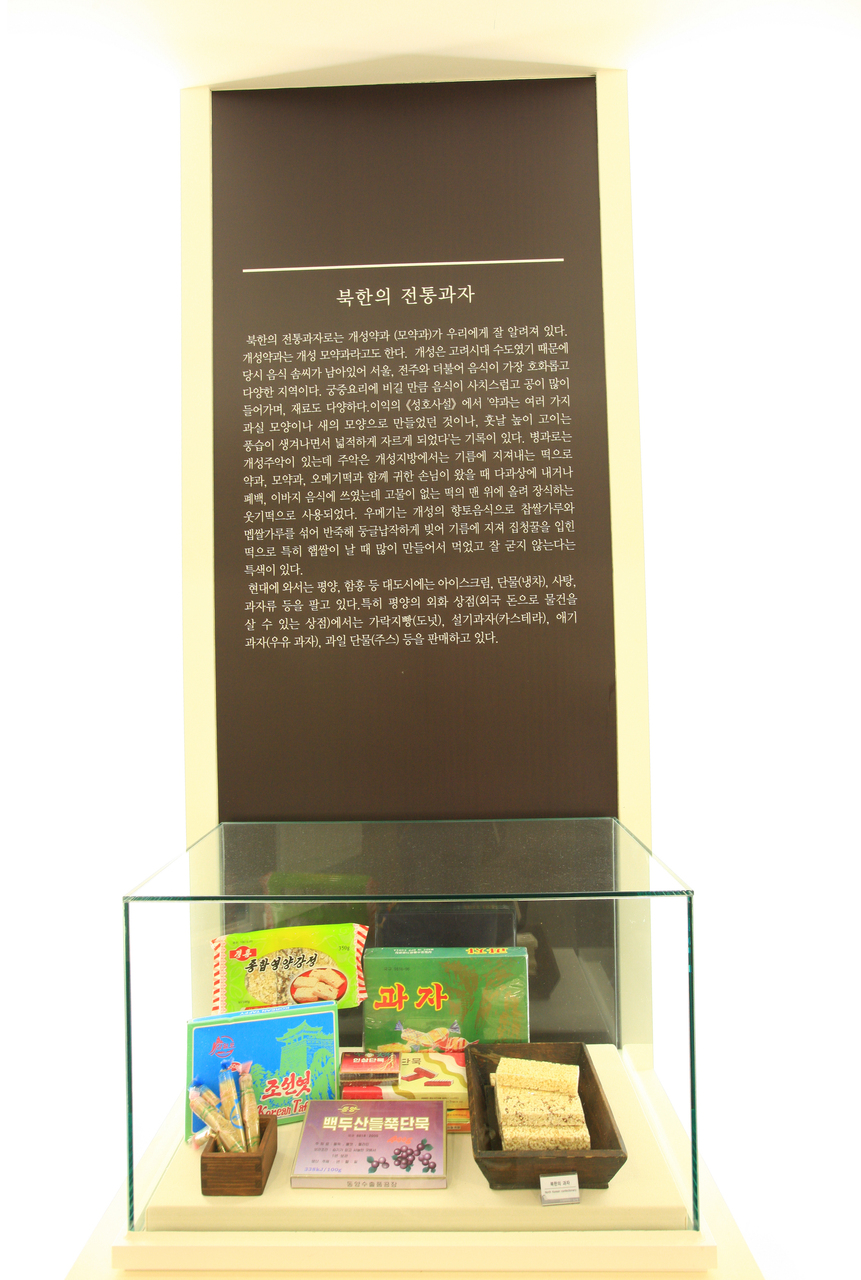 북한의 전통과자
북한의 전통과자로는 개성약과 (모약과)가 우리에게 잘 알려져 있다.
개성약과는 개성 모약과라고도 한다. 개성은 고려시대 수도였기 때문에
당시 음식 솜씨가 남아있어 서울, 전주와 더불어 음식이 가장 호화롭고
다양한 지역이다. 궁중요리에 비길 만큼 음식이 사치스럽고 공이 많이
들어가며, 재료도 다양하다.이익의 《성호사설》 에서 '약과는 여러 가지
과실 모양이나 새의 모양으로 만들었던 것이나, 훗날 높이 고이는
풍습이 생겨나면서 넓적하게 자르게 되었다'는 기록이 있다. 병과로는
개성주악이 있는데 주악은 개성지방에서는 기름에 지져내는 떡으로
약과, 모약과, 오메기떡과 함께 귀한 손님이 왔을 때 다과상에 내거나
폐백, 이바지 음식에 쓰였는데 고물이 없는 떡의 맨 위에 올려 장식하는
웃기떡으로 사용되었다. 우메기는 개성의 향토음식으로 찹쌀가루와
멥쌀가루를 섞어 반죽해 둥글납작하게 빚어 기름에 지져 집청꿀을 입힌
떡으로 특히 햅쌀이 날 때 많이 만들어서 먹었고 잘 굳지 않는다는
특색이 있다.
현대에 와서는 평양, 함흥 등 대도시에는 아이스크림, 단물(냉차), 사탕,
과자류 등을 팔고 있다.특히 평양의 외화 상점(외국 돈으로 물건을
살 수 있는 상점)에서는 가락지빵(도넛), 설기과자(카스테라), 애기
과자(우유 과자), 과일 단물(주스) 등을 판매하고 있다.
종합영양강정
과자
조선엿
Korean Taf
인삼단묵
단묵
백두산들쭉단묵
북한의 과자